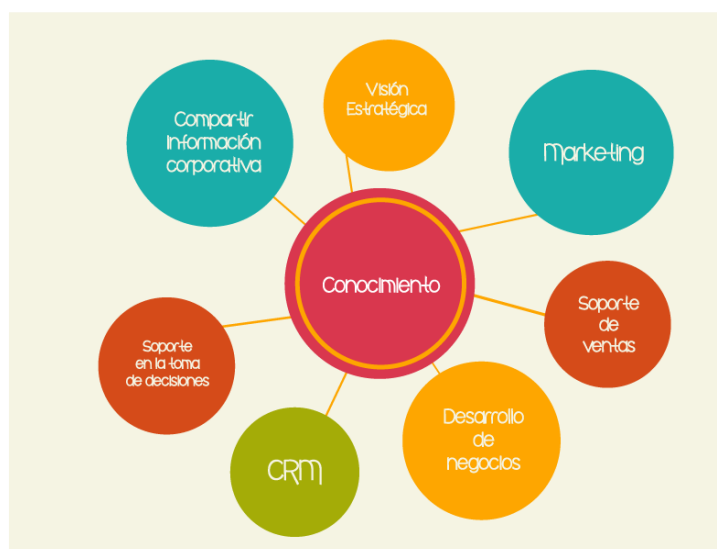 Visión
Estratégica
Compartir
Información
corporativa
Marketing
Conocimiento
Soporte
de
ventas
Soporte
en la toma
de decisiones
Desarrollo
de
negocios
CRM